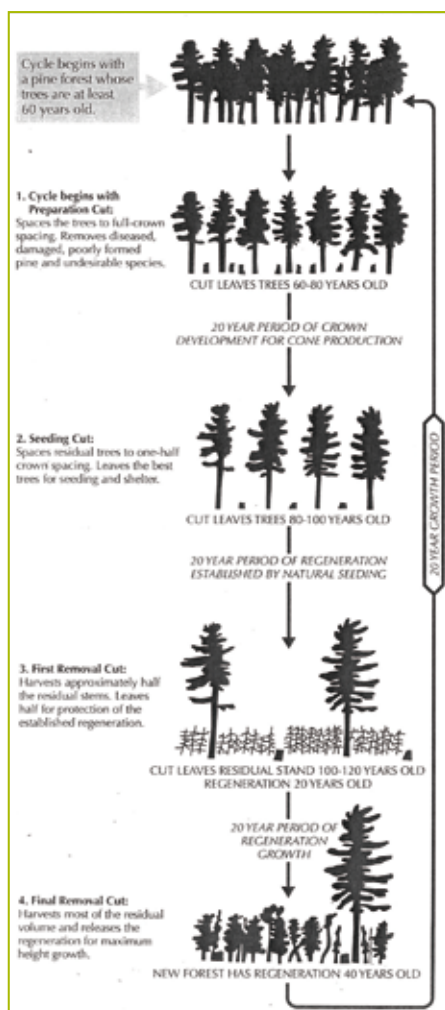 Cycle begins with
a pine forest whose
trees are at least
60 years old.
1. Cycle begins with
Preparation Cut:
Spaces the trees to full-crown
spacing. Removes diseased,
damaged, poorly formed
pine and undesirable species.
CUT LEAVES TREES 60-80 YEARS OLD
20 YEAR PERIOD OF CROWN
DEVELOPMENT FOR CONE PRODUCTION
2. Seeding Cut:
Spaces residual trees to one-half
crown spacing. Leaves the best
trees for seeding and shelter.
CUT LEAVES TREES 80-100 YEARS OLD
20 YEAR PERIOD OF REGENERATION
ESTABLISHED BY NATURAL SEEDING
3. First Removal Cut:
Harvests approximately half
the residual stems. Leaves
half for protection of the
established regeneration.
CUT LEAVES RESIDUAL STAND 100-120 YEARS OLD
REGENERATION 20 YEARS OLD
20 YEAR PERIOD OF
REGENERATION
GROWTH
4. Final Removal Cut:
Harvests most of the residual
volume and releases the
regeneration for maximum
height growth.
NEW FOREST HAS REGENERATION 40 YEARS OLD
20 YEAR GROWTH PERIOD